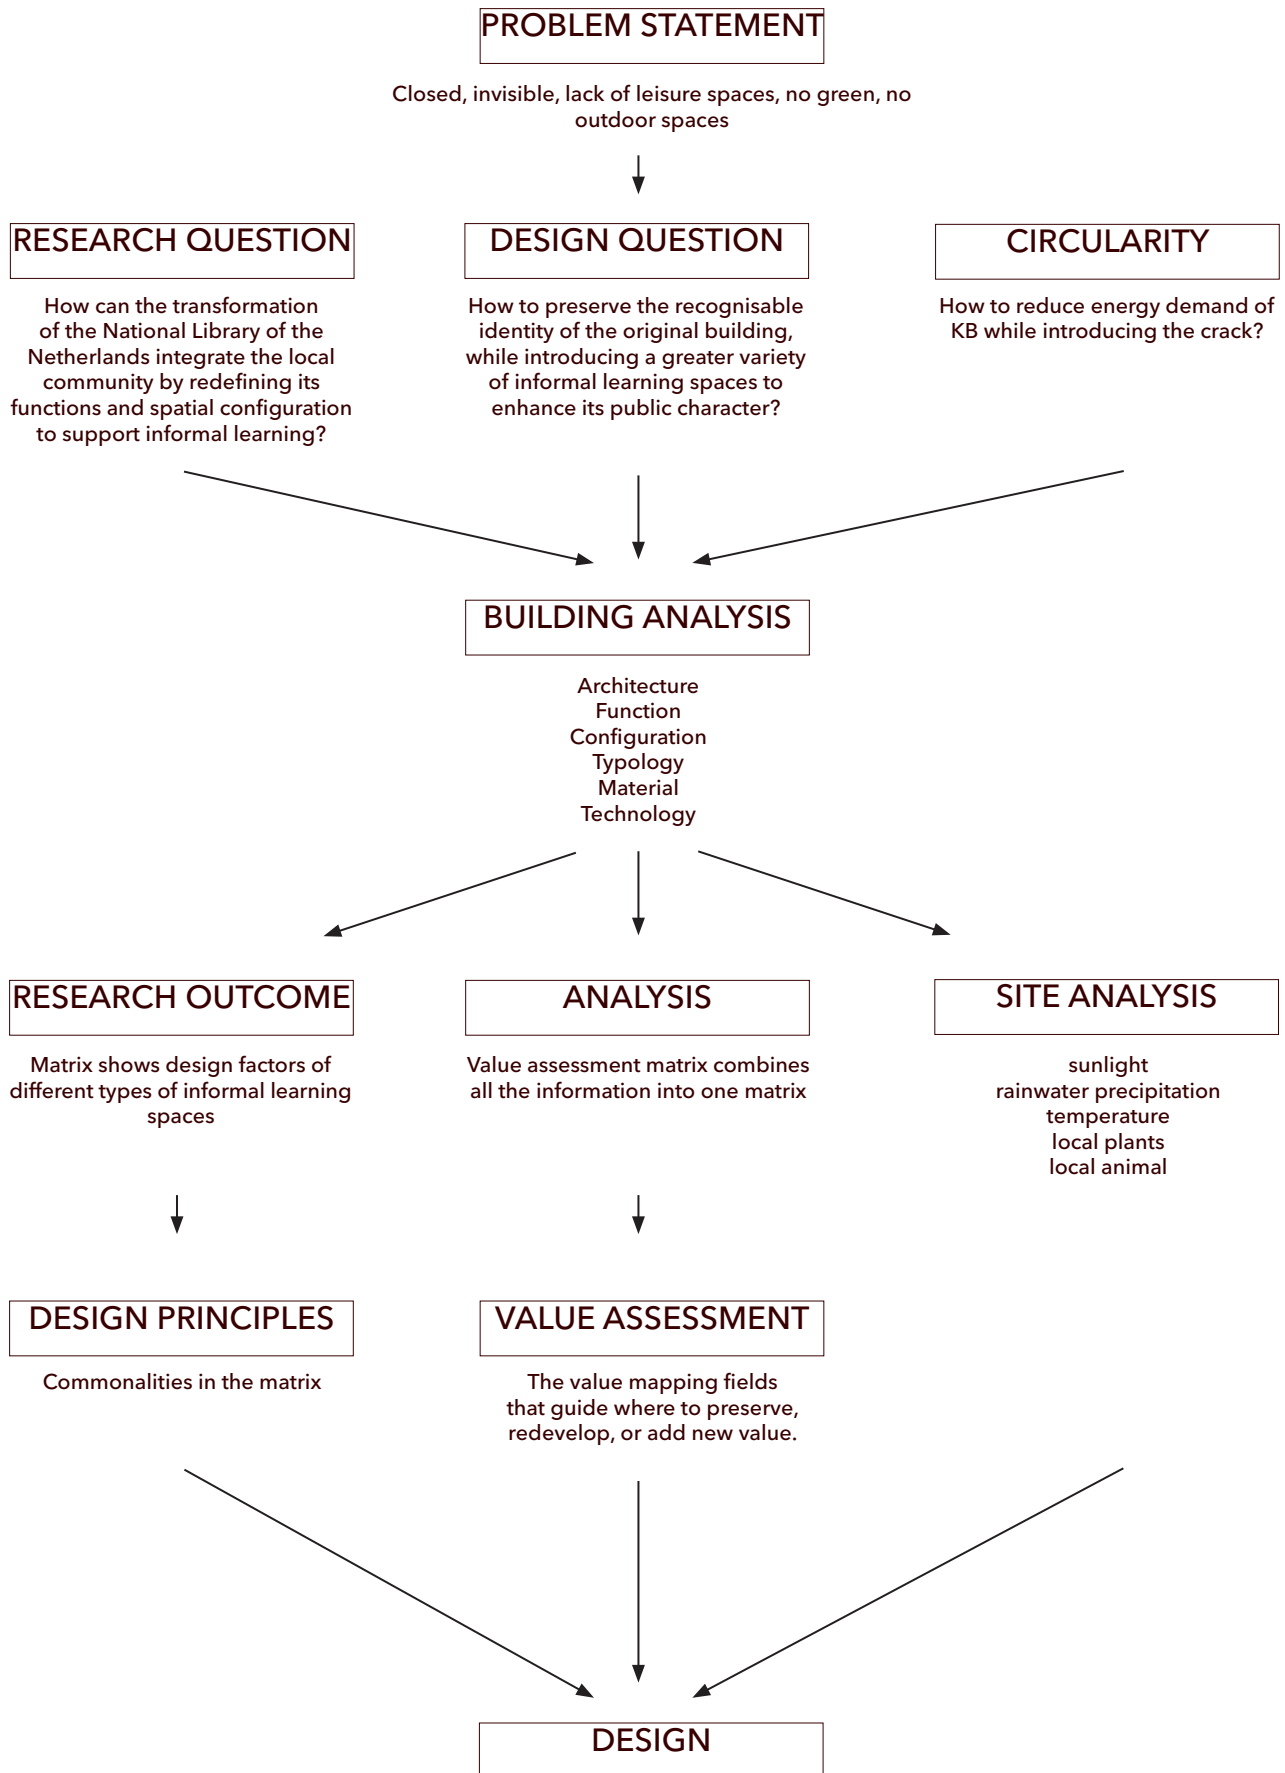 PROBLEM STATEMENT
Closed, invisible, lack of leisure spaces, no green, no
outdoor spaces
RESEARCH QUESTION
How can the transformation
of the National Library of the
Netherlands integrate the local
community by redefining its
functions and spatial configuration
to support informal learning?
DESIGN QUESTION
How to preserve the recognisable
identity of the original building,
while introducing a greater variety
of informal learning spaces to
enhance its public character?
CIRCULARITY
How to reduce energy demand of
KB while introducing the crack?
BUILDING ANALYSIS
Architecture
Function
Configuration
Typology
Material
Technology
RESEARCH OUTCOME
Matrix shows design factors of
different types of informal learning
spaces
ANALYSIS
Value assessment matrix combines
all the information into one matrix
SITE ANALYSIS
sunlight
rainwater precipitation
temperature
local plants
local animal
DESIGN PRINCIPLES
Commonalities in the matrix
VALUE ASSESSMENT
The value mapping fields
that guide where to preserve,
redevelop, or add new value.
DESIGN